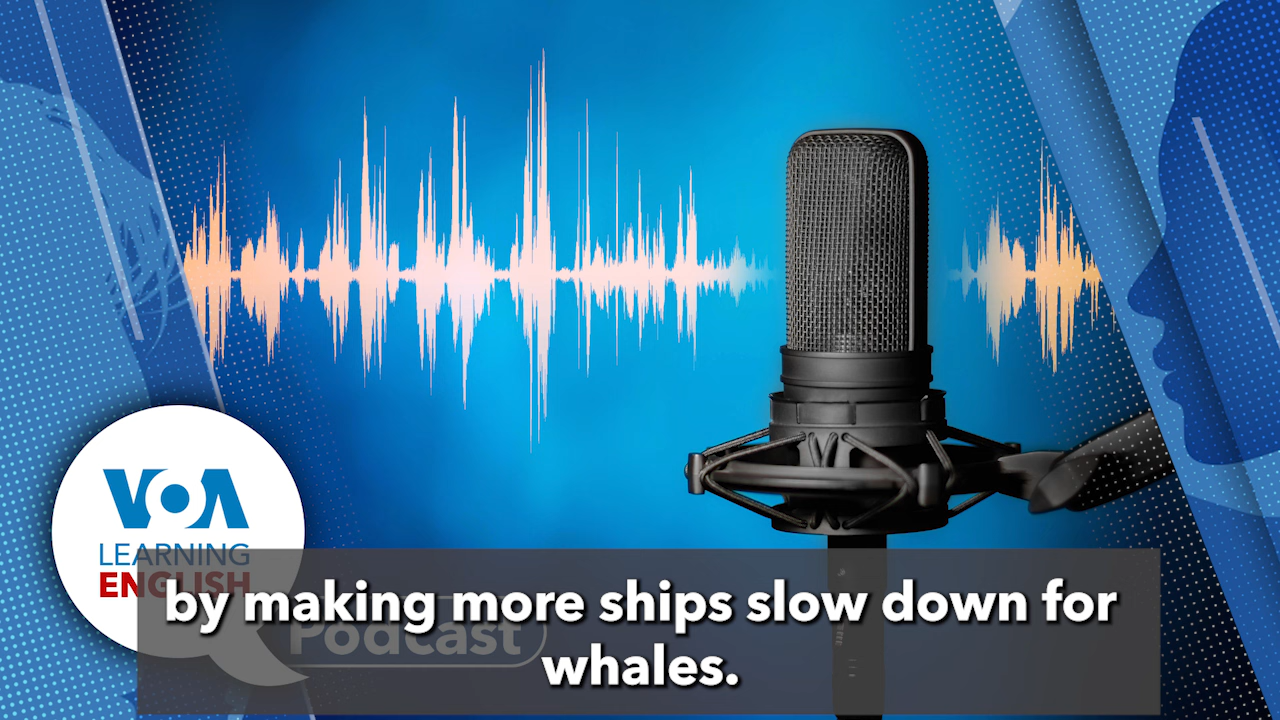 VOA
LEARNING
ENGLISH
Podcast
by making more ships slow down for
whales.